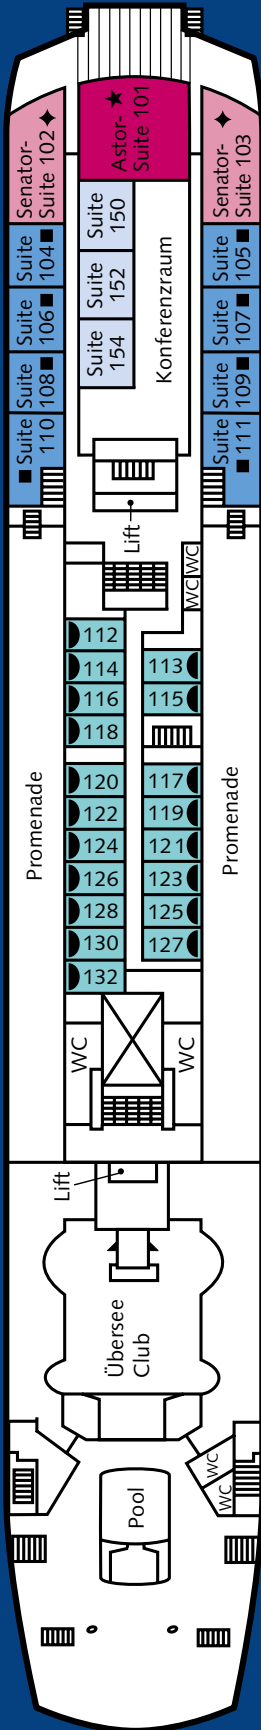 Senator-
Suite 102
Astor-
Suite 101
Senator-
Suite 103
Suite
104
Suite
106
Suite
108
Suite
110
Suite
150
Suite
152
Suite
154
Konferenzraum
Suite
105
Suite
107
Suite
109
Suite
111
Lift
WC
WC
112
114
116
118
113
115
120
122
124
126
128
130
132
117
119
121
123
125
127
Promenade
Promenade
WC
WC
Lift
Übersee
Club
Pool
WC
WC